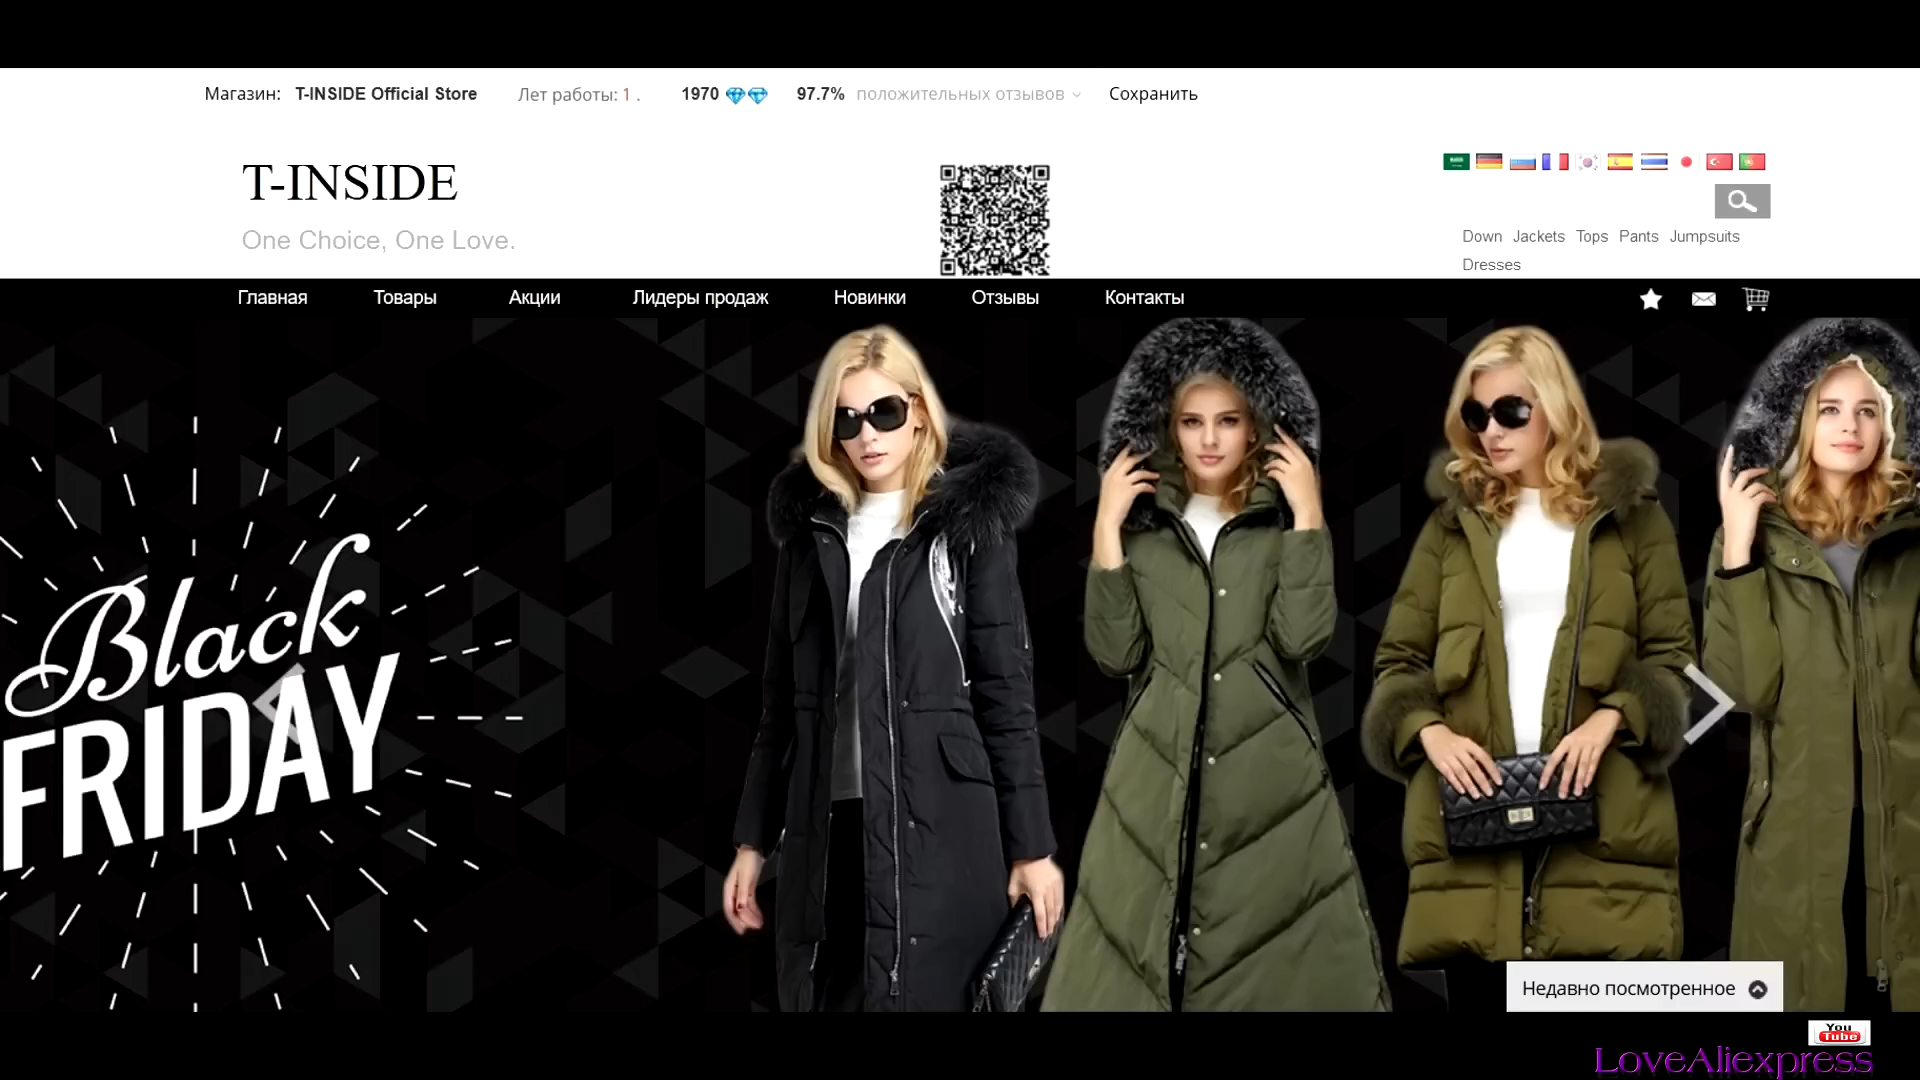 Магазин: T-INSIDE Official Store Лет работы: 1 . 1970 97.7% положительных отзывов Сохранить
T-INSIDE
One Choice, One Love.
Down Jackets Tops Pants Jumpsuits
Dresses
Главная Товары Акции Лидеры продаж Новинки Отзывы Контакты
Black
FRIDAY
Недавно посмотренное
You
Tube
LoveAliexpress